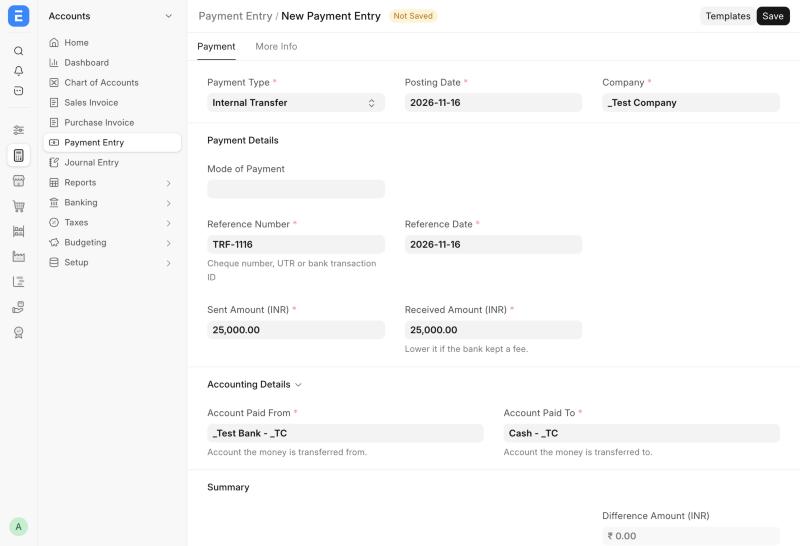 Accounts
Home
Dashboard
Chart of Accounts
Sales Invoice
Purchase Invoice
Payment Entry
Journal Entry
Reports
Banking
Taxes
Budgeting
Setup
A
Payment Entry / New Payment Entry Not Saved Templates Save
Payment More Info
Payment Type * Posting Date * Company *
Internal Transfer 2026-11-16 _Test Company
Payment Details
Mode of Payment
Reference Number * Reference Date *
TRF-1116 2026-11-16
Cheque number, UTR or bank transaction
ID
Sent Amount (INR) * Received Amount (INR) *
25,000.00 25,000.00
Lower it if the bank kept a fee.
Accounting Details
Account Paid From * Account Paid To *
_Test Bank - _TC Cash - _TC
Account the money is transferred from. Account the money is transferred to.
Summary
Difference Amount (INR)
₹ 0.00